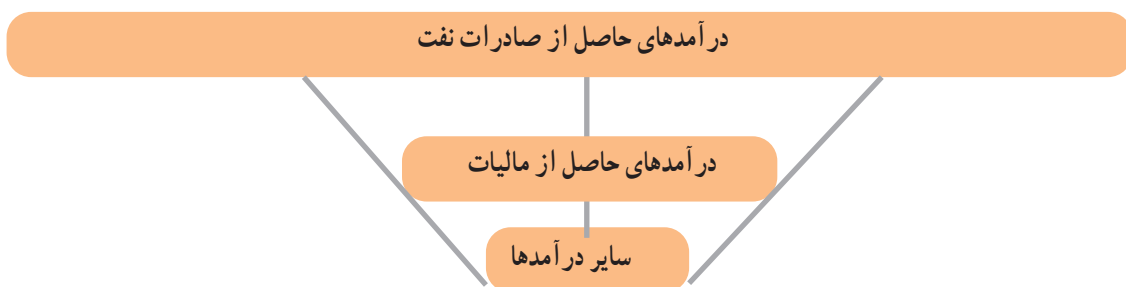 درآمدهای حاصل از صادرات نفت
درآمدهای حاصل از مالیات
سایر درآمدها